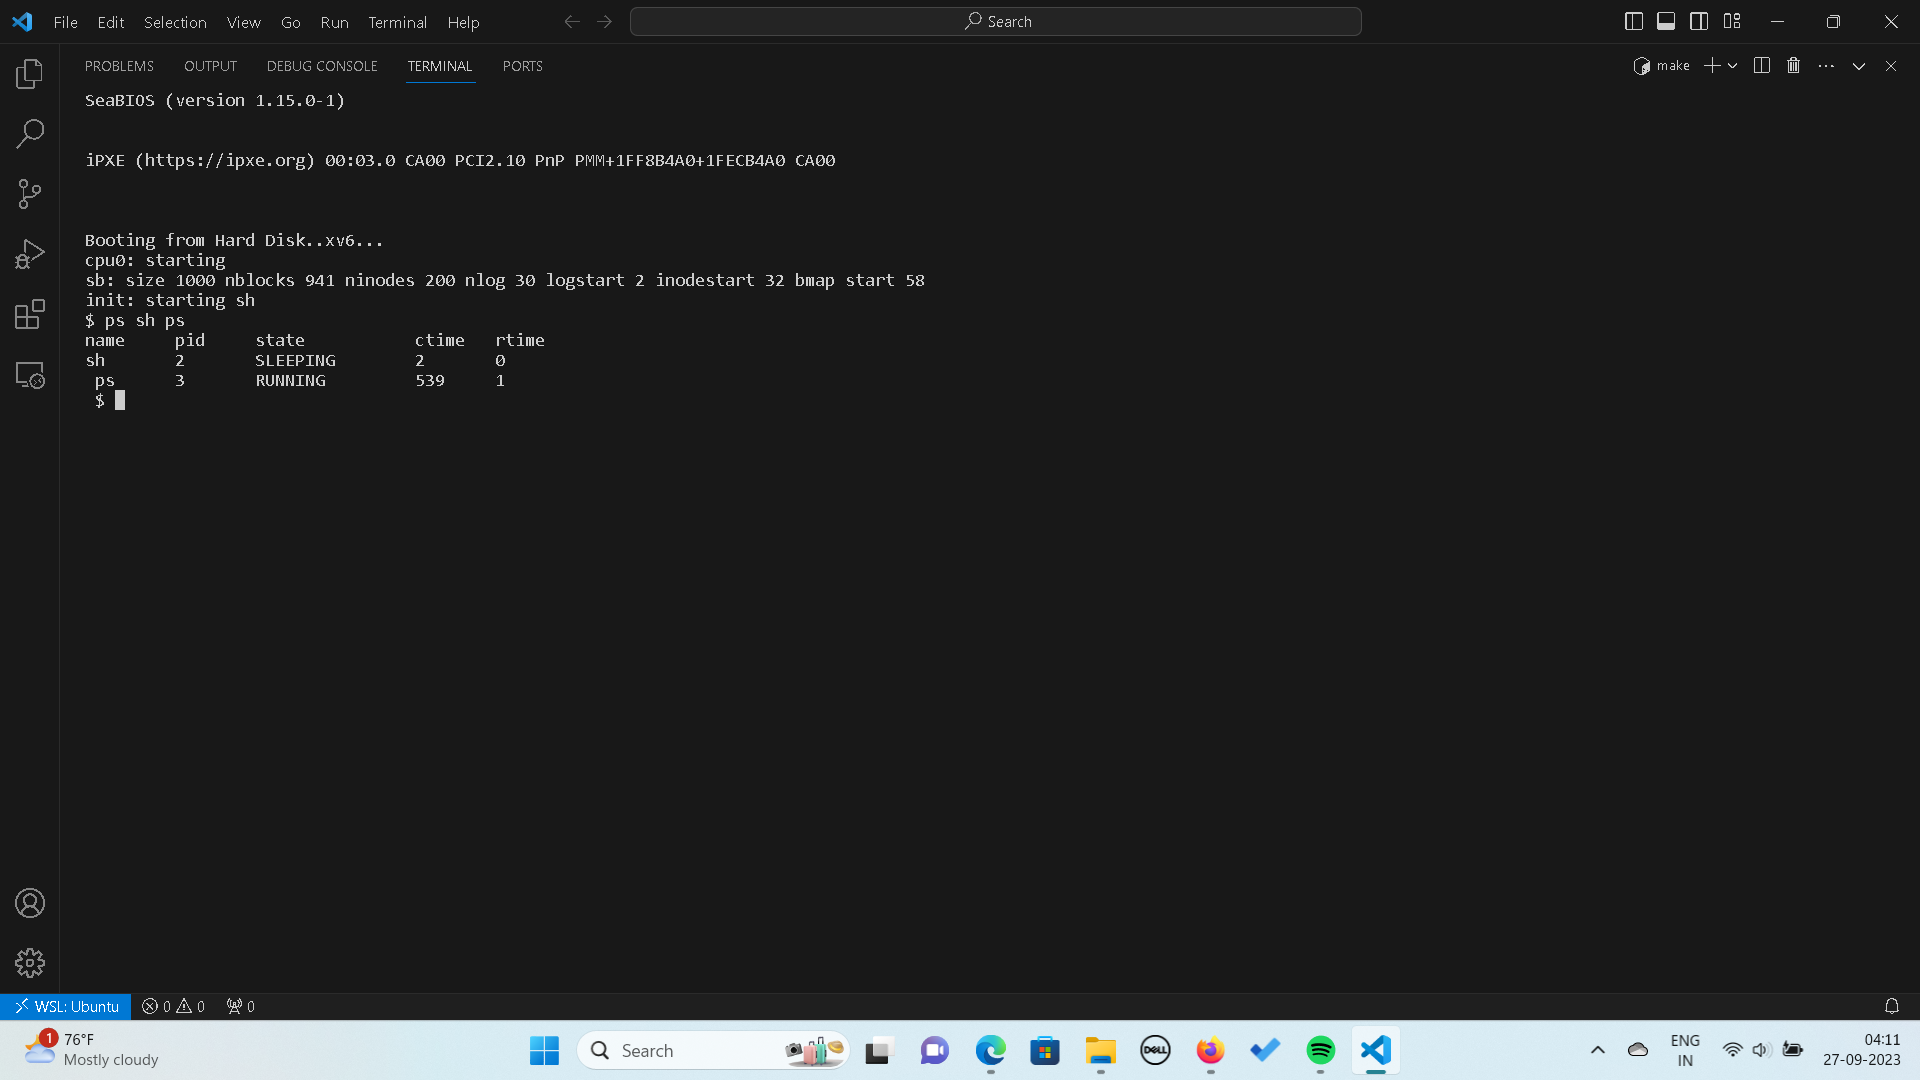 File Edit Selection View Go Run Terminal Help
Search
PROBLEMS OUTPUT DEBUG CONSOLE TERMINAL PORTS
make
SeaBIOS (version 1.15.0-1)
iPXE (https://ipxe.org) 00:03.0 CA00 PCI2.10 PnP PMM+1FF8B4A0+1FECB4A0 CA00
Booting from Hard Disk..xv6...
cpu0: starting
sb: size 1000 nblocks 941 ninodes 200 nlog 30 logstart 2 inodestart 32 bmap start 58
init: starting sh
$ ps sh ps
name pid state ctime rtime
sh 2 SLEEPING 2 0
ps 3 RUNNING 539 1
$
WSL: Ubuntu 0 0 0
1
76°F
Mostly cloudy
Search
DELL
ENG
IN
04:11
27-09-2023